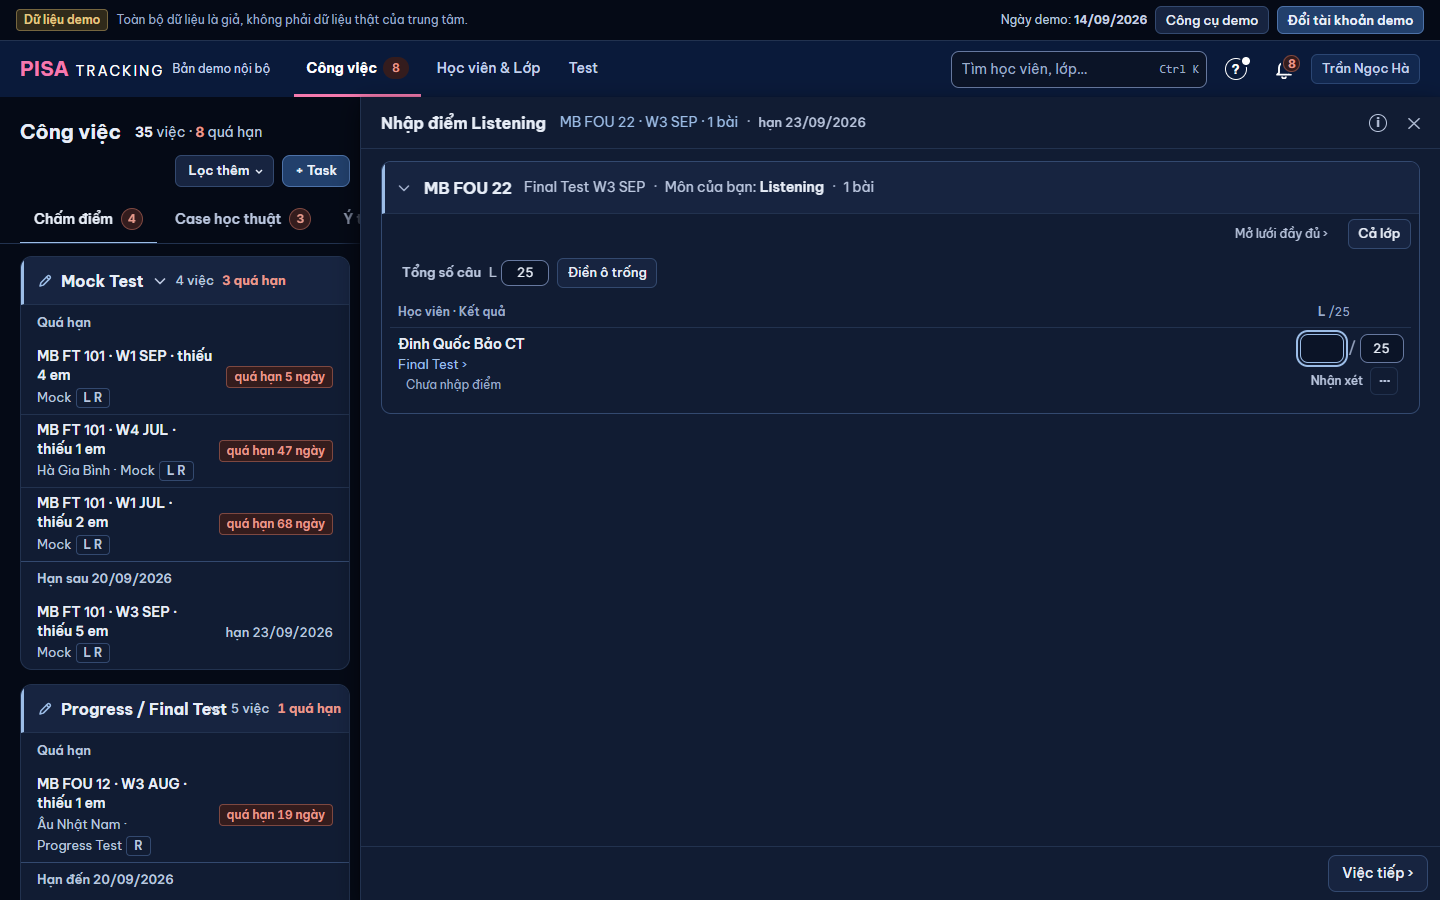 Dữ liệu demo Toàn bộ dữ liệu là giả, không phải dữ liệu thật của trung tâm. Ngày demo: 14/09/2026 Công cụ demo Đổi tài khoản demo
PISA TRACKING Bản demo nội bộ Công việc 8 Học viên & Lớp Test Tìm học viên, lớp... Ctrl K ? 8 Trần Ngọc Hà
Công việc 35 việc · 8 quá hạn
Lọc thêm + Task
Chấm điểm 4 Case học thuật 3 Ý
Mock Test 4 việc 3 quá hạn
Quá hạn
MB FT 101 · W1 SEP · thiếu
4 em
quá hạn 5 ngày
Mock L R
MB FT 101 · W4 JUL ·
thiếu 1 em
quá hạn 47 ngày
Hà Gia Bình · Mock L R
MB FT 101 · W1 JUL ·
thiếu 2 em
quá hạn 68 ngày
Mock L R
Hạn sau 20/09/2026
MB FT 101 · W3 SEP ·
thiếu 5 em
hạn 23/09/2026
Mock L R
Progress / Final Test 5 việc 1 quá hạn
Quá hạn
MB FOU 12 · W3 AUG ·
thiếu 1 em
quá hạn 19 ngày
Âu Nhật Nam ·
Progress Test R
Hạn đến 20/09/2026
Nhập điểm Listening MB FOU 22 · W3 SEP · 1 bài · hạn 23/09/2026
MB FOU 22 Final Test W3 SEP · Môn của bạn: Listening · 1 bài
Mở lưới đầy đủ › Cả lớp
Tổng số câu L 25 Điền ô trống
Học viên · Kết quả L /25
Đinh Quốc Bảo CT
/ 25
Final Test ›
Chưa nhập điểm
Nhận xét ···
Việc tiếp ›